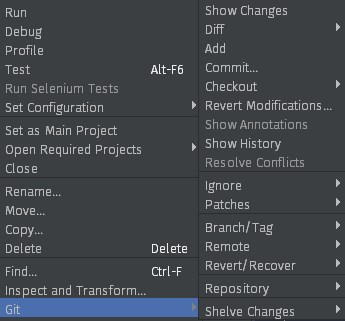 Run
Debug
Profile
Test Alt-F6
Run Selenium Tests
Set Configuration
Set as Main Project
Open Required Projects
Close
Rename...
Move...
Copy...
Delete Delete
Find... Ctrl-F
Inspect and Transform...
Git
Show Changes
Diff
Add
Commit...
Checkout
Revert Modifications...
Show Annotations
Show History
Resolve Conflicts
Ignore
Patches
Branch/Tag
Remote
Revert/Recover
Repository
Shelve Changes